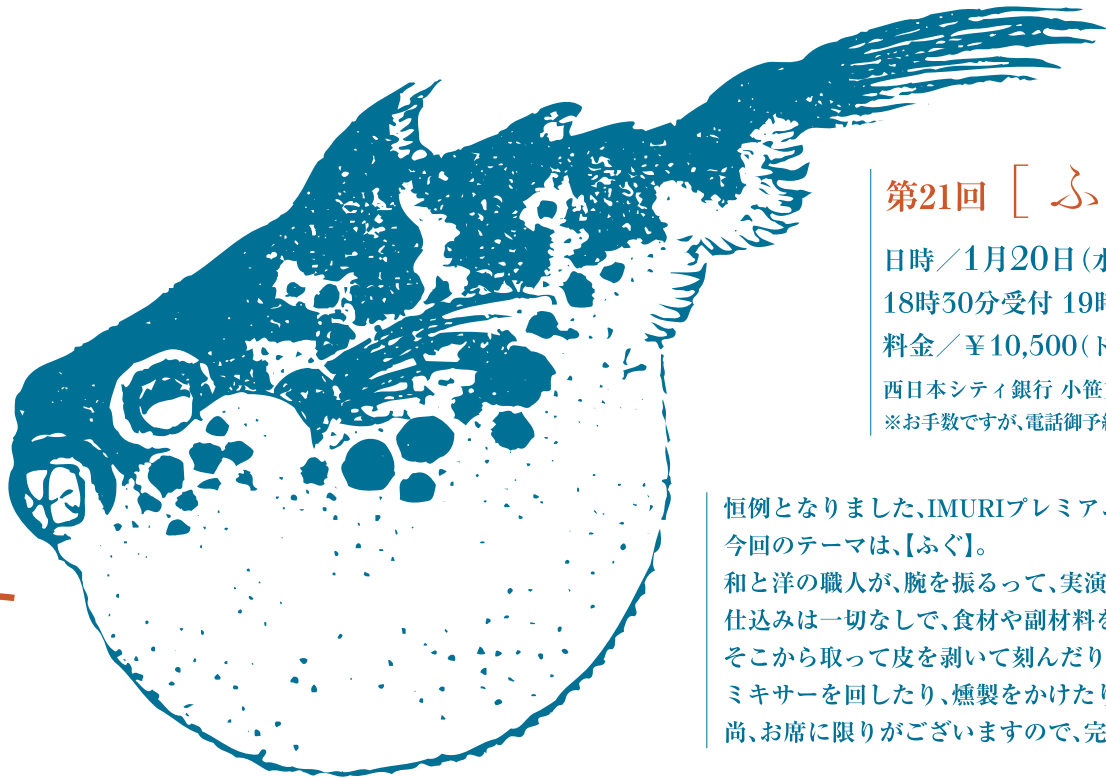 第21回 [ ふ
日時／1月20日（水
18時30分受付 19時
料金／￥10,500（ド
西日本シティ銀行 小笹
※お手数ですが、電話御予約
恒例となりました、IMURIプレミア
今回のテーマは、【ふぐ】。
和と洋の職人が、腕を振るって、実演
仕込みは一切なしで、食材や副材料を
そこから取って皮を剥いて刻んだり
ミキサーを回したり、燻製をかけたり
尚、お席に限りがございますので、完